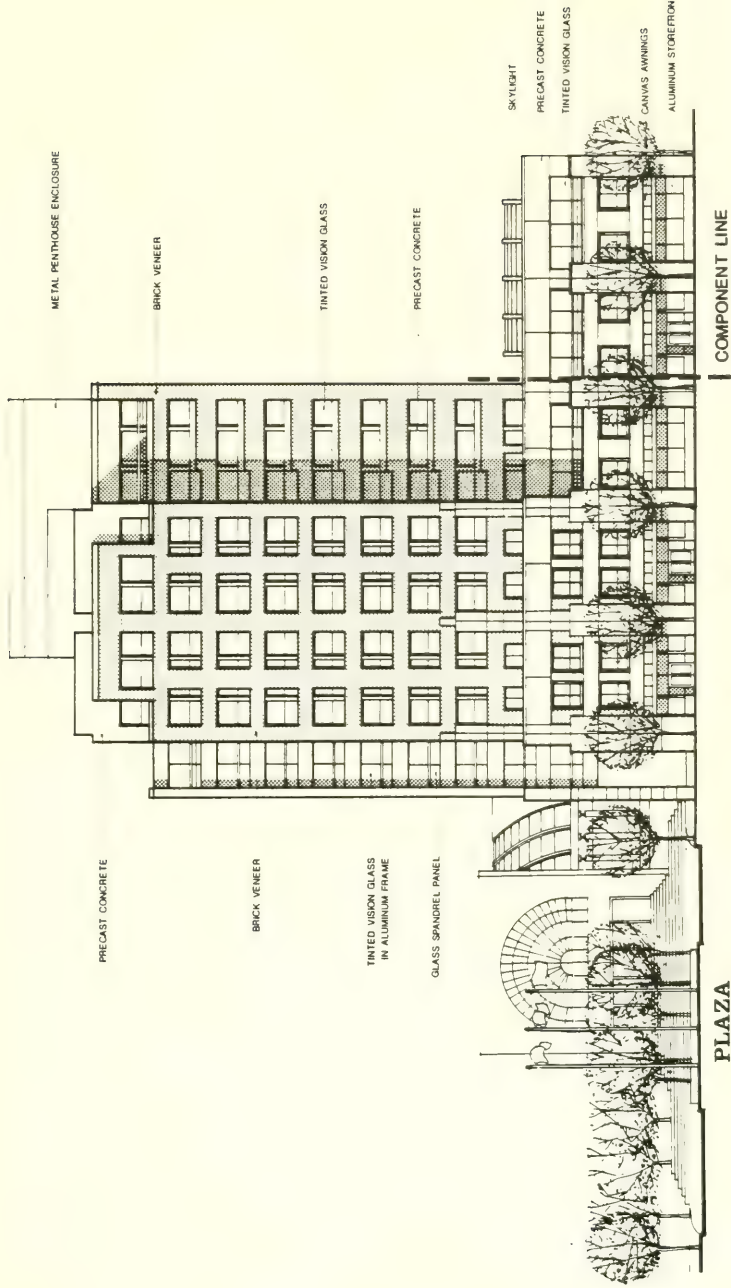 METAL PENTHOUSE ENCLOSURE
BRICK VENEER
TINTED VISION GLASS
PRECAST CONCRETE
SKYLIGHT
PRECAST CONCRETE
TINTED VISION GLASS
CANVAS AWNINGS
ALUMINUM STOREFRON
PRECAST CONCRETE
BRICK VENEER
TINTED VISION GLASS
IN ALUMINUM FRAME
GLASS SPANDREL PANEL
PLAZA
COMPONENT LINE